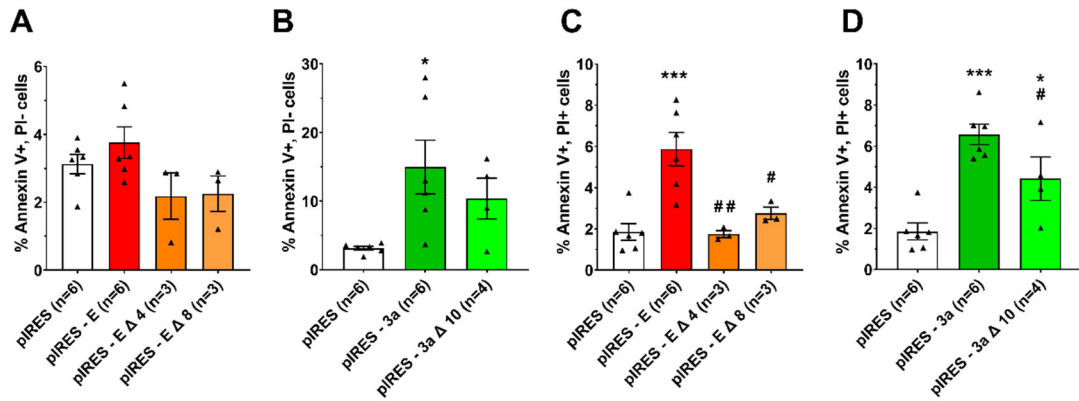 A
% Annexin V+, PI- cells
6
4
2
0
pIRES (n=6)
pIRES - E (n=6)
pIRES - E Δ 4 (n=3)
pIRES - E Δ 8 (n=3)
B
% Annexin V+, PI- cells
30
20
10
0
*
pIRES (n=6)
pIRES - 3a (n=6)
pIRES - 3a Δ 10 (n=4)
C
% Annexin V+, PI+ cells
10
8
6
4
2
0
***
##
#
pIRES (n=6)
pIRES - E (n=6)
pIRES - E Δ 4 (n=3)
pIRES - E Δ 8 (n=3)
D
% Annexin V+, PI+ cells
10
8
6
4
2
0
***
*
#
pIRES (n=6)
pIRES - 3a (n=6)
pIRES - 3a Δ 10 (n=4)